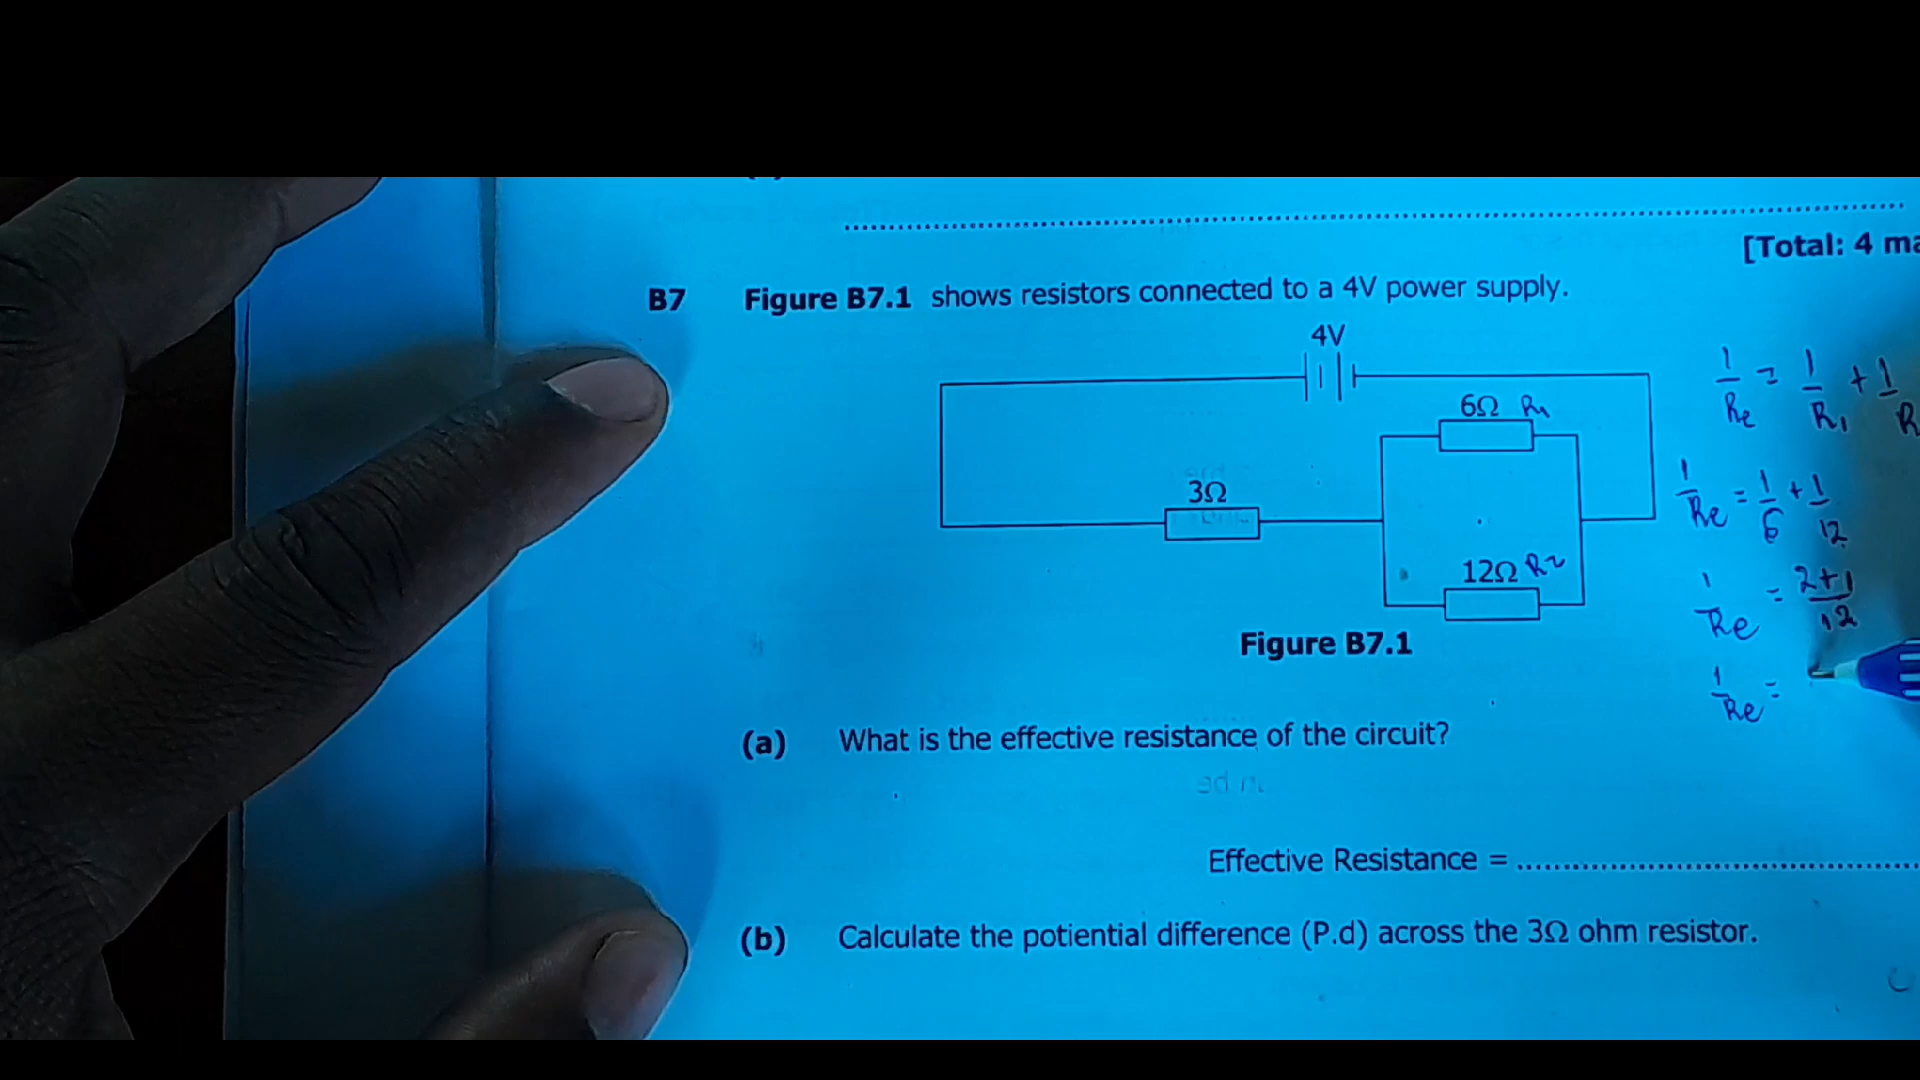 [Total: 4 ma
B7 Figure B7.1 shows resistors connected to a 4V power supply.
4V
6Ω R1
3Ω
12Ω R2
Figure B7.1
1/Re = 1/R1 + 1/R
1/Re = 1/6 + 1/12
1/Re = 2+1/12
1/Re =
(a) What is the effective resistance of the circuit?
Effective Resistance = ........................................
(b) Calculate the potiential difference (P.d) across the 3Ω ohm resistor.